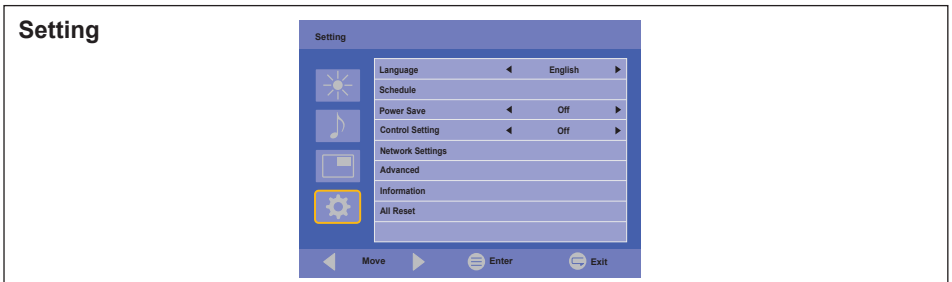 Setting
Setting
Language English
Schedule
Power Save Off
Control Setting Off
Network Settings
Advanced
Information
All Reset
Move Enter Exit